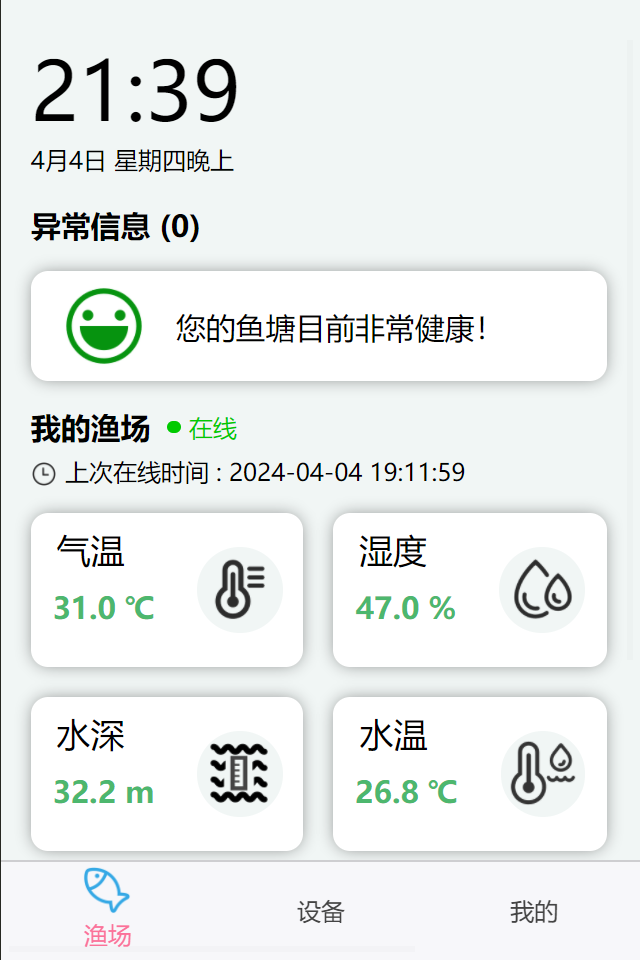 21:39
4月4日 星期四晚上
异常信息 (0)
您的鱼塘目前非常健康！
我的渔场 在线
上次在线时间 : 2024-04-04 19:11:59
气温
31.0 ℃
湿度
47.0 %
水深
32.2 m
水温
26.8 ℃
渔场
设备
我的